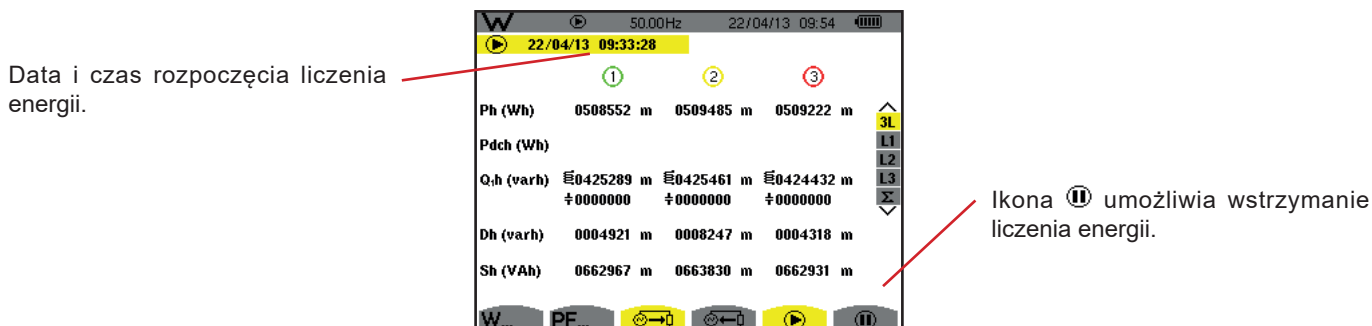 W 50.00Hz 22/04/13 09:54
22/04/13 09:33:28
Data i czas rozpoczęcia liczenia
energii.
1 2 3
Ph (Wh) 0508552 m 0509485 m 0509222 m
3L
Pdch (Wh)
L1
L2
Q₁h (varh) 0425289 m 0425461 m 0424432 m
L3
÷0000000 ÷0000000 ÷0000000
Σ
Ikona ⏸ umożliwia wstrzymanie
liczenia energii.
Dh (varh) 0004921 m 0008247 m 0004318 m
Sh (VAh) 0662967 m 0663830 m 0662931 m
W... PF...